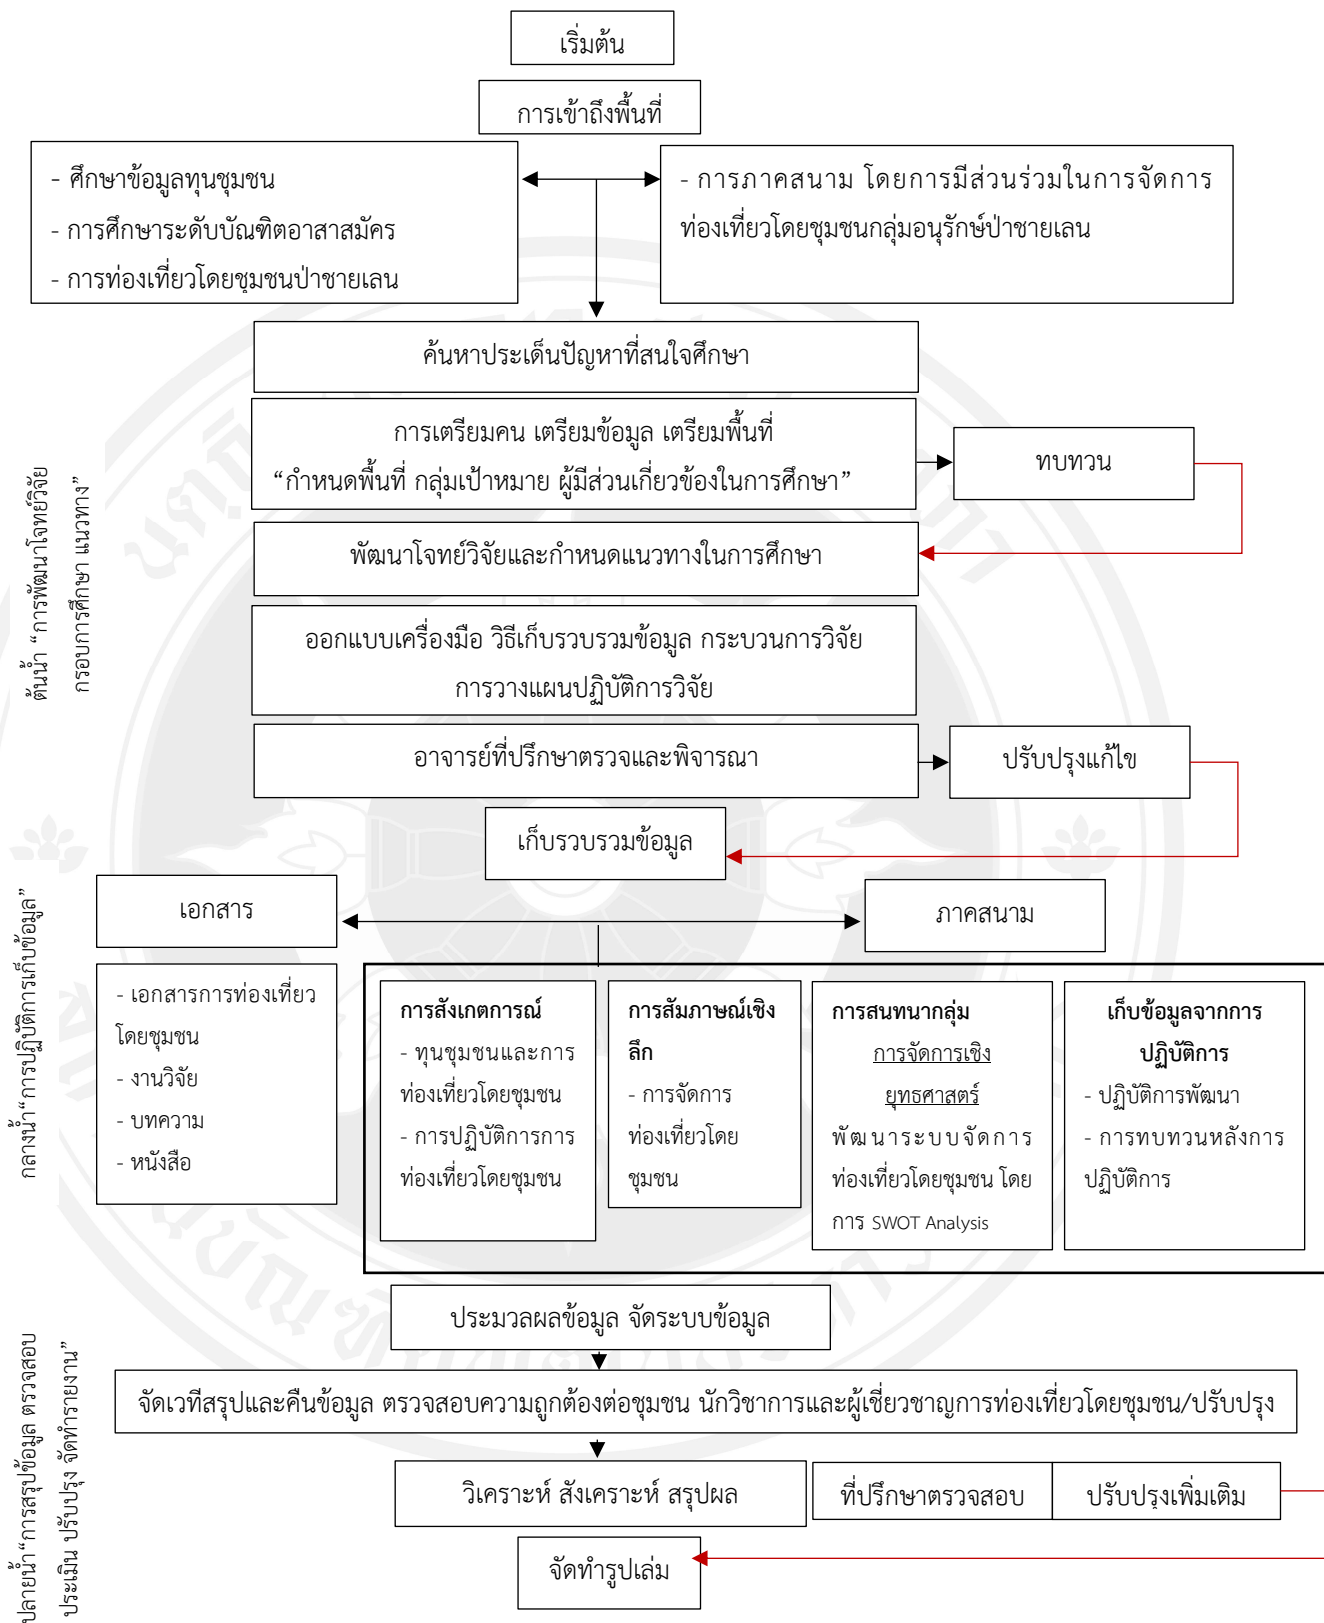 เริ่มต้น
การเข้าถึงพื้นที่
- ศึกษาข้อมูลทุนชุมชน
- การศึกษาระดับบัณฑิตอาสาสมัคร
- การท่องเที่ยวโดยชุมชนป่าชายเลน
- การภาคสนาม โดยการมีส่วนร่วมในการจัดการ
ท่องเที่ยวโดยชุมชนกลุ่มอนุรักษ์ป่าชายเลน
ค้นหาประเด็นปัญหาที่สนใจศึกษา
ต้นน้ำ “การพัฒนาโจทย์วิจัย
กรอบการศึกษา แนวทาง”
การเตรียมคน เตรียมข้อมูล เตรียมพื้นที่
“กำหนดพื้นที่ กลุ่มเป้าหมาย ผู้มีส่วนเกี่ยวข้องในการศึกษา”
ทบทวน
พัฒนาโจทย์วิจัยและกำหนดแนวทางในการศึกษา
ออกแบบเครื่องมือ วิธีเก็บรวบรวมข้อมูล กระบวนการวิจัย
การวางแผนปฏิบัติการวิจัย
อาจารย์ที่ปรึกษาตรวจและพิจารณา
ปรับปรุงแก้ไข
เก็บรวบรวมข้อมูล
กลางน้ำ“การปฏิบัติการเก็บข้อมูล”
เอกสาร
ภาคสนาม
- เอกสารการท่องเที่ยว
โดยชุมชน
- งานวิจัย
- บทความ
- หนังสือ
การสังเกตการณ์
- ทุนชุมชนและการ
ท่องเที่ยวโดยชุมชน
- การปฏิบัติการการ
ท่องเที่ยวโดยชุมชน
การสัมภาษณ์เชิง
ลึก
- การจัดการ
ท่องเที่ยวโดย
ชุมชน
การสนทนากลุ่ม
การจัดการเชิง
ยุทธศาสตร์
พัฒนาระบบจัดการ
ท่องเที่ยวโดยชุมชน โดย
การ SWOT Analysis
เก็บข้อมูลจากการ
ปฏิบัติการ
- ปฏิบัติการพัฒนา
- การทบทวนหลังการ
ปฏิบัติการ
ปลายน้ำ“การสรุปข้อมูล ตรวจสอบ
ประเมิน ปรับปรุง จัดทำรายงาน”
ประมวลผลข้อมูล จัดระบบข้อมูล
จัดเวทีสรุปและคืนข้อมูล ตรวจสอบความถูกต้องต่อชุมชน นักวิชาการและผู้เชี่ยวชาญการท่องเที่ยวโดยชุมชน/ปรับปรุง
วิเคราะห์ สังเคราะห์ สรุปผล
ที่ปรึกษาตรวจสอบ
ปรับปรุงเพิ่มเติม
จัดทำรูปเล่ม